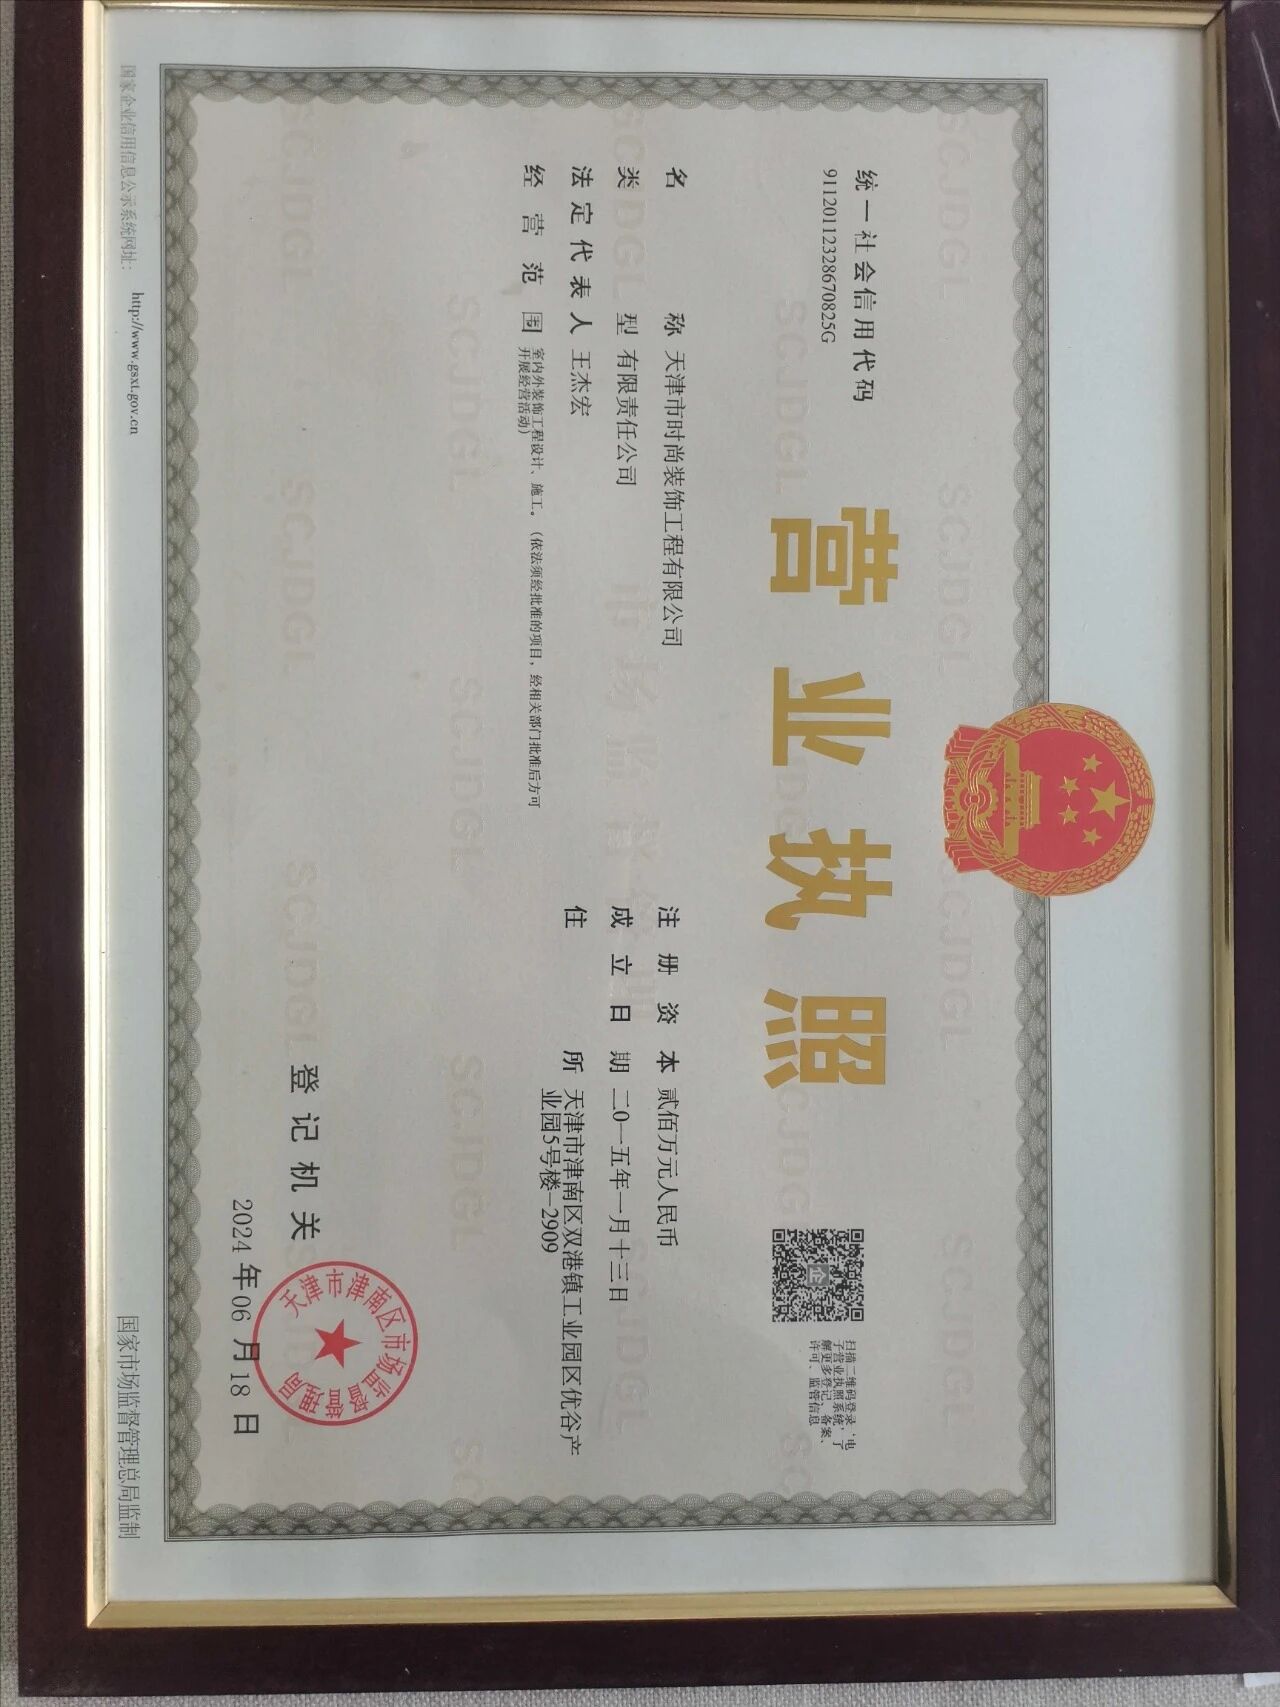 营业执照
统一社会信用代码
91120112328670825G
扫描二维码登录'电
子营业执照系统'了
解更多登记、备案、
许可、监管信息
名称 天津市时尚装饰工程有限公司
类型 有限责任公司
法定代表人 王杰宏
经营范围 室内外装饰工程设计、施工。(依法须经批准的项目，经相关部门批准后方可
开展经营活动)
注册资本 贰佰万元人民币
成立日期 二〇一五年一月十三日
住所 天津市津南区双港镇工业园区优谷产
业园5号楼-2909
登记机关
天津市津南区市场监督管理局
2024年06月18日
国家企业信用信息公示系统网址： http://www.gsxt.gov.cn
国家市场监督管理总局监制